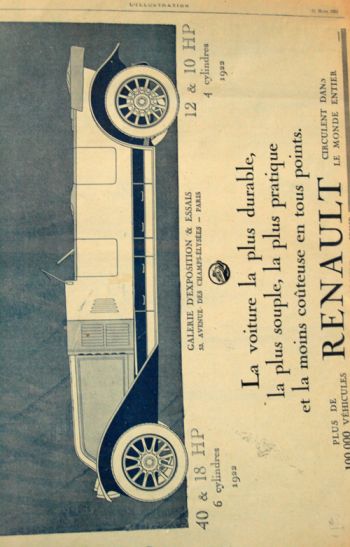 L'ILLUSTRATION
40 & 18 HP
6 cylindres
1922
GALERIE D'EXPOSITION & ESSAIS
53, AVENUE DES CHAMPS-ELYSÉES — PARIS
12 & 10 HP
4 cylindres
1922
La voiture la plus durable,
la plus souple, la plus pratique
et la moins coûteuse en tous points.
PLUS DE
100.000 VÉHICULES
RENAULT
CIRCULENT DANS
LE MONDE ENTIER